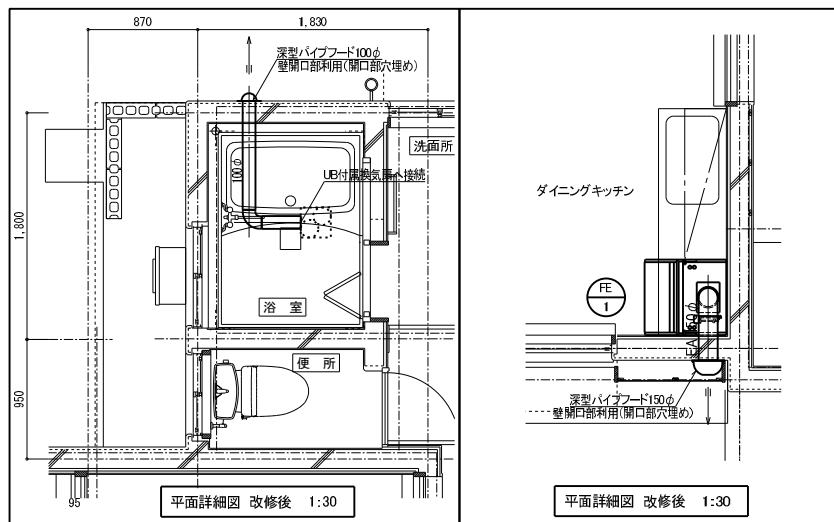 870
1,830
深型パイプフード100φ
壁開口部利用(開口部穴埋め)
洗面所
100φ
UB付属換気扇へ接続
1,800
浴 室
便 所
950
95
平面詳細図 改修後 1:30
ダイニングキッチン
FE
1
深型パイプフード150φ
壁開口部利用(開口部穴埋め)
平面詳細図 改修後 1:30